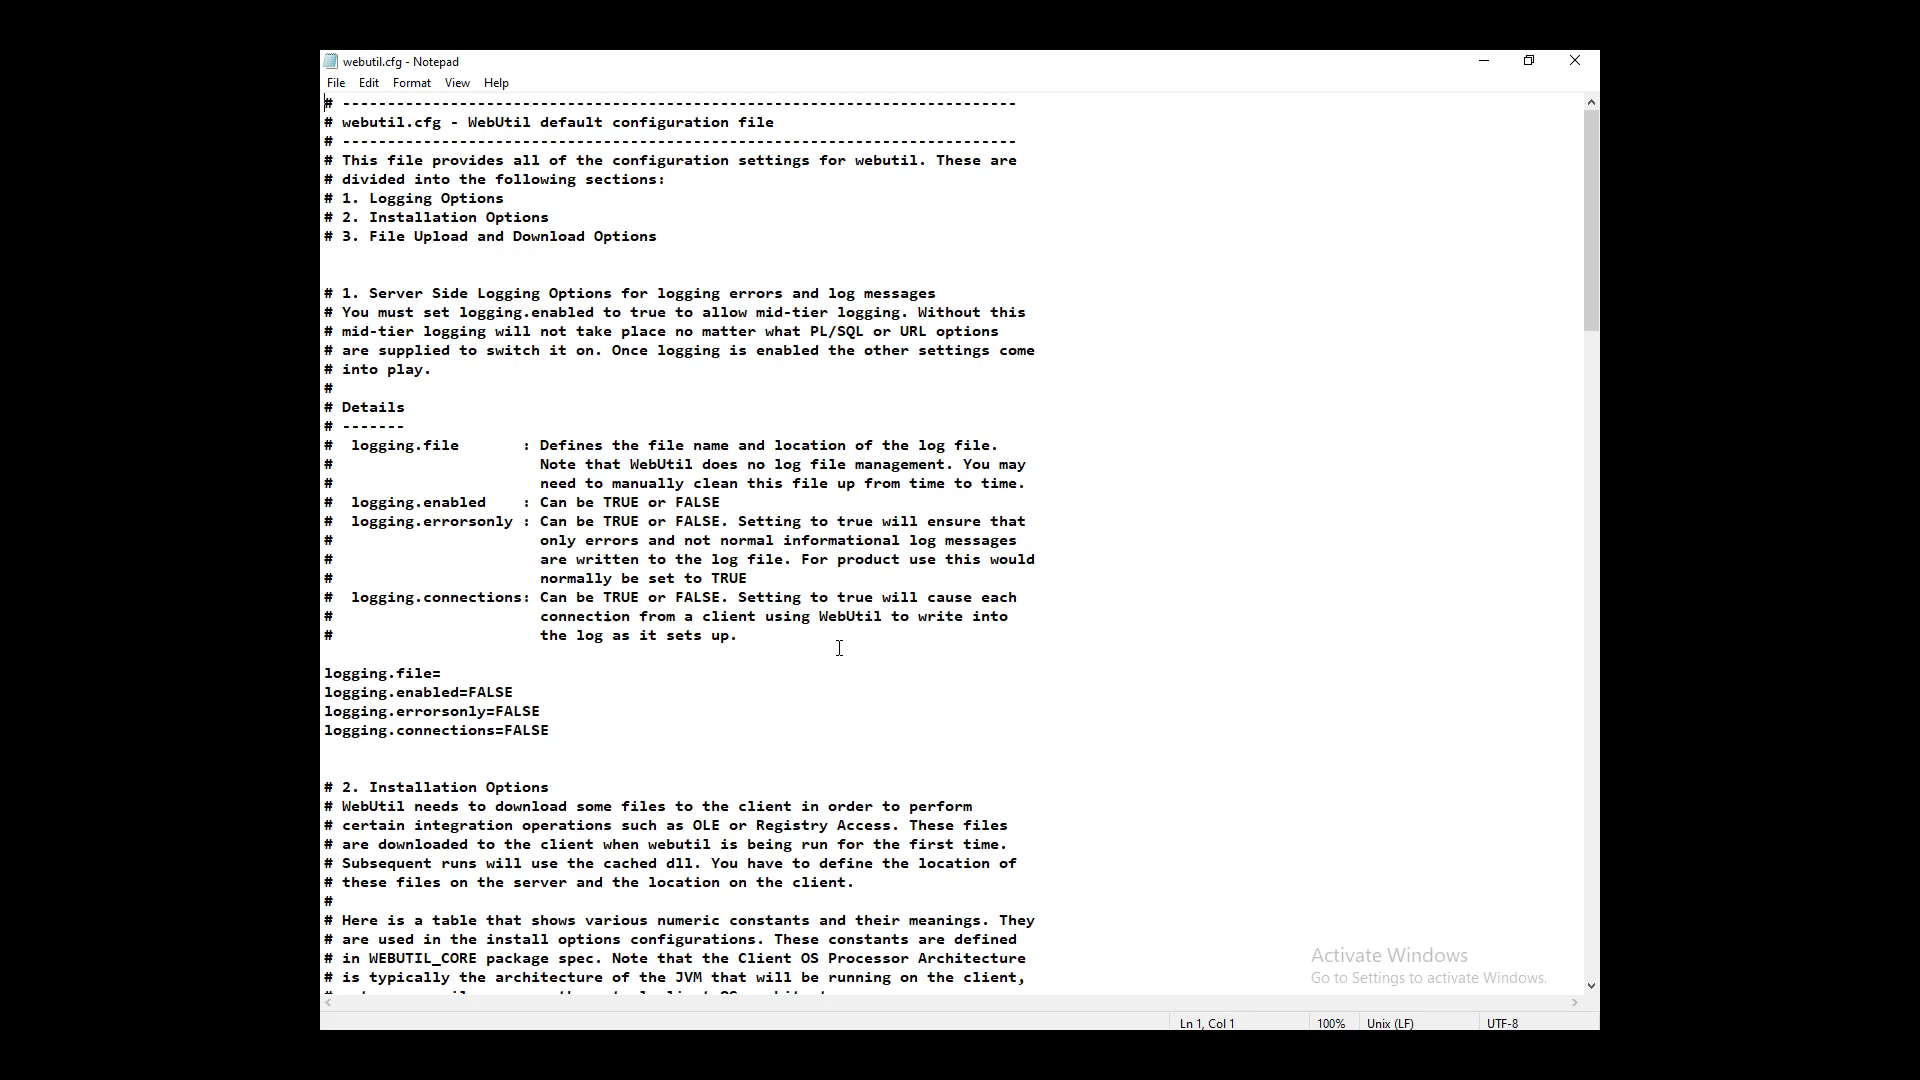 webutil.cfg - Notepad
File Edit Format View Help
# ---------------------------------------------------------------------------
# webutil.cfg - WebUtil default configuration file
# ---------------------------------------------------------------------------
# This file provides all of the configuration settings for webutil. These are
# divided into the following sections:
# 1. Logging Options
# 2. Installation Options
# 3. File Upload and Download Options
# 1. Server Side Logging Options for logging errors and log messages
# You must set logging.enabled to true to allow mid-tier logging. Without this
# mid-tier logging will not take place no matter what PL/SQL or URL options
# are supplied to switch it on. Once logging is enabled the other settings come
# into play.
#
# Details
# -------
#  logging.file       : Defines the file name and location of the log file.
#                       Note that WebUtil does no log file management. You may
#                       need to manually clean this file up from time to time.
#  logging.enabled    : Can be TRUE or FALSE
#  logging.errorsonly : Can be TRUE or FALSE. Setting to true will ensure that
#                       only errors and not normal informational log messages
#                       are written to the log file. For product use this would
#                       normally be set to TRUE
#  logging.connections: Can be TRUE or FALSE. Setting to true will cause each
#                       connection from a client using WebUtil to write into
#                       the log as it sets up.
logging.file=
logging.enabled=FALSE
logging.errorsonly=FALSE
logging.connections=FALSE
# 2. Installation Options
# WebUtil needs to download some files to the client in order to perform
# certain integration operations such as OLE or Registry Access. These files
# are downloaded to the client when webutil is being run for the first time.
# Subsequent runs will use the cached dll. You have to define the location of
# these files on the server and the location on the client.
#
# Here is a table that shows various numeric constants and their meanings. They
# are used in the install options configurations. These constants are defined
# in WEBUTIL_CORE package spec. Note that the Client OS Processor Architecture
# is typically the architecture of the JVM that will be running on the client,
Activate Windows
Go to Settings to activate Windows.
Ln 1, Col 1 100% Unix (LF) UTF-8